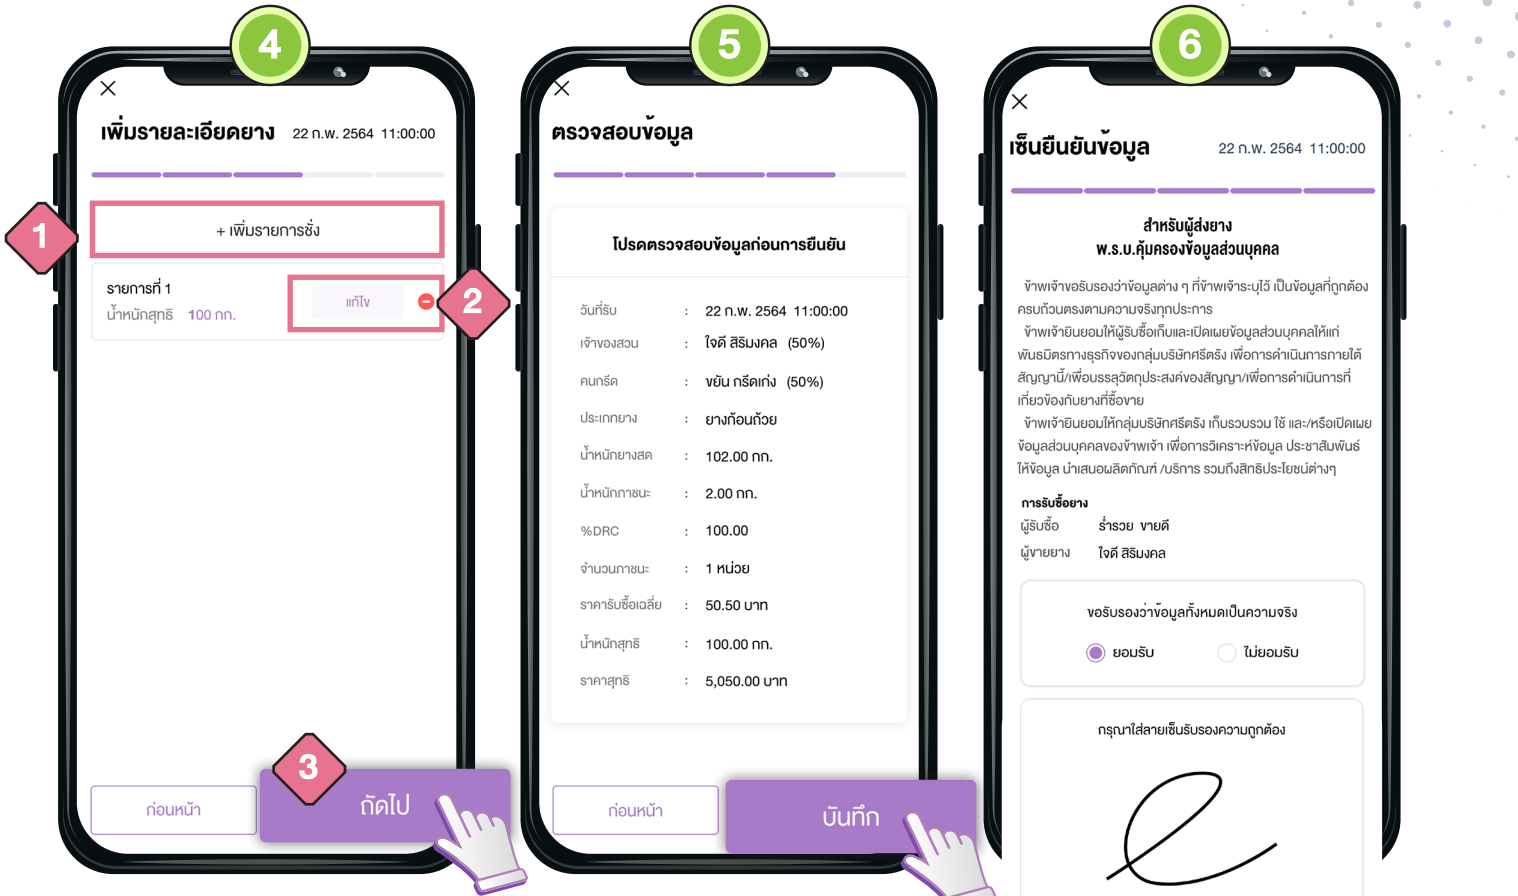 4
เพิ่มรายละเอียดยาง 22 ก.พ. 2564 11:00:00
1
+ เพิ่มรายการชั่ง
รายการที่ 1
น้ำหนักสุทธิ 100 กก.
แก้ไข
2
3
ก่อนหน้า
ถัดไป
5
ตรวจสอบข้อมูล
โปรดตรวจสอบข้อมูลก่อนการยืนยัน
วันที่รับ : 22 ก.พ. 2564 11:00:00
เจ้าของสวน : ใจดี สิริมงคล (50%)
คนกรีด : ขยัน กรีดเก่ง (50%)
ประเภทยาง : ยางก้อนถ้วย
น้ำหนักยางสด : 102.00 กก.
น้ำหนักภาชนะ : 2.00 กก.
%DRC : 100.00
จำนวนภาชนะ : 1 หน่วย
ราคารับซื้อเฉลี่ย : 50.50 บาท
น้ำหนักสุทธิ : 100.00 กก.
ราคาสุทธิ : 5,050.00 บาท
ก่อนหน้า
บันทึก
6
เซ็นยืนยันข้อมูล 22 ก.พ. 2564 11:00:00
สำหรับผู้ส่งยาง
พ.ร.บ.คุ้มครองข้อมูลส่วนบุคคล
ข้าพเจ้าขอรับรองว่าข้อมูลต่าง ๆ ที่ข้าพเจ้าระบุไว้ เป็นข้อมูลที่ถูกต้อง
ครบถ้วนตรงตามความจริงทุกประการ
ข้าพเจ้ายินยอมให้ผู้รับซื้อเก็บและเปิดเผยข้อมูลส่วนบุคคลให้แก่
พันธมิตรทางธุรกิจของกลุ่มบริษัทศรีตรัง เพื่อการดำเนินการภายใต้
สัญญานี้/เพื่อบรรลุวัตถุประสงค์ของสัญญา/เพื่อการดำเนินการที่
เกี่ยวข้องกับยางที่ซื้อขาย
ข้าพเจ้ายินยอมให้กลุ่มบริษัทศรีตรัง เก็บรวบรวม ใช้ และ/หรือเปิดเผย
ข้อมูลส่วนบุคคลของข้าพเจ้า เพื่อการวิเคราะห์ข้อมูล ประชาสัมพันธ์
ให้ข้อมูล นำเสนอผลิตภัณฑ์ /บริการ รวมถึงสิทธิประโยชน์ต่างๆ
การรับซื้อยาง
ผู้รับซื้อ ร่ำรวย ขายดี
ผู้ขายยาง ใจดี สิริมงคล
ขอรับรองว่าข้อมูลทั้งหมดเป็นความจริง
ยอมรับ ไม่ยอมรับ
กรุณาใส่ลายเซ็นรับรองความถูกต้อง